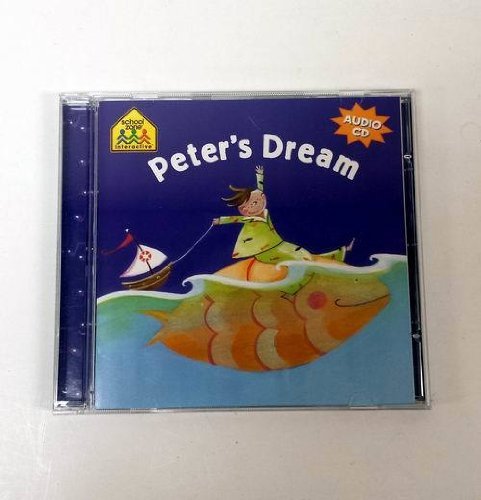 school
zone
interactive
AUDIO
CD
Peter's Dream